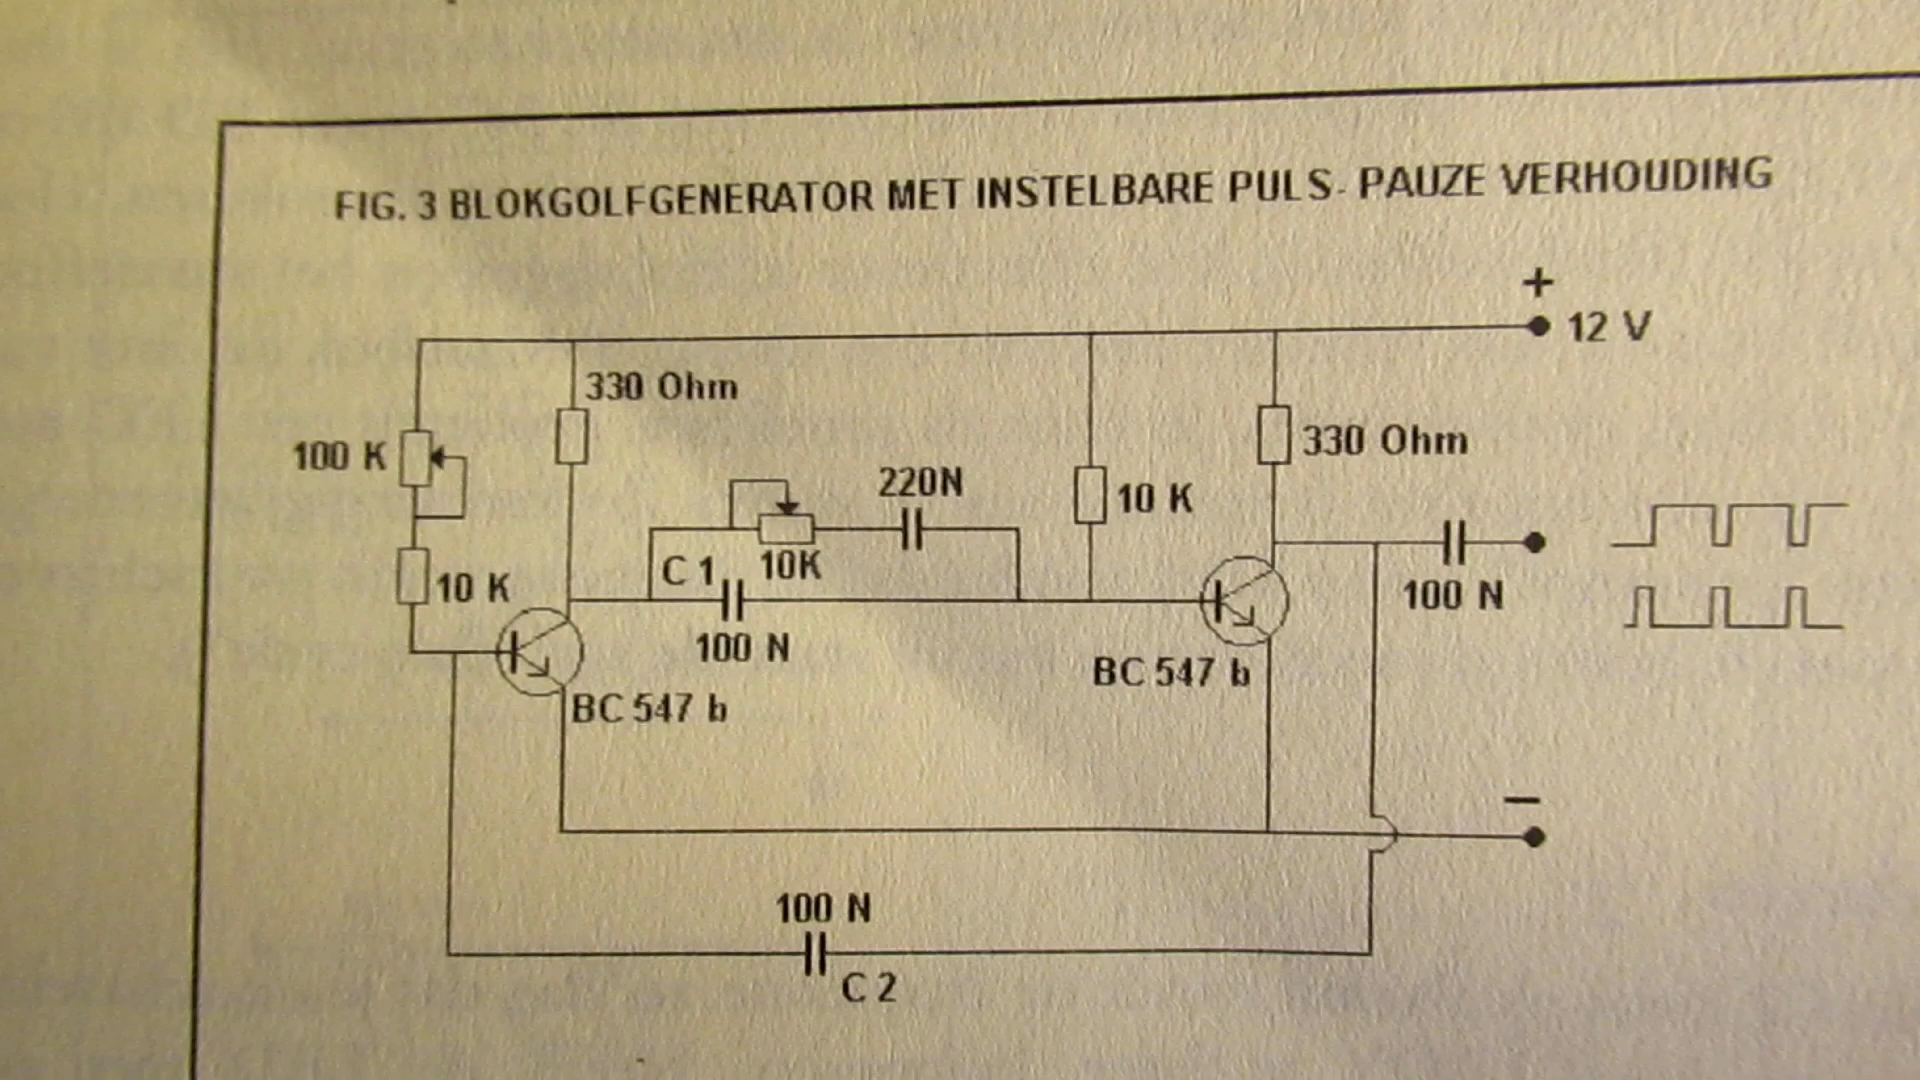 FIG. 3 BLOKGOLFGENERATOR MET INSTELBARE PULS- PAUZE VERHOUDING
+
12 V
330 Ohm
100 K
330 Ohm
220N
10 K
C 1
10K
10 K
100 N
100 N
BC 547 b
BC 547 b
−
100 N
C 2